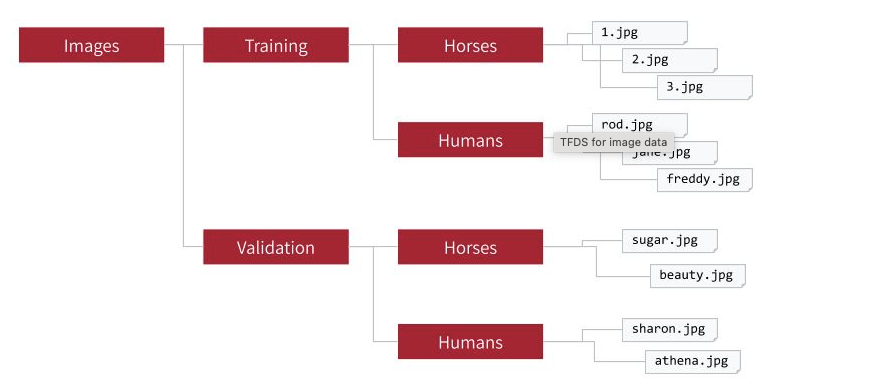 Images
Training
Horses
1.jpg
2.jpg
3.jpg
Humans
rod.jpg
TFDS for image data
jane.jpg
freddy.jpg
Validation
Horses
sugar.jpg
beauty.jpg
Humans
sharon.jpg
athena.jpg